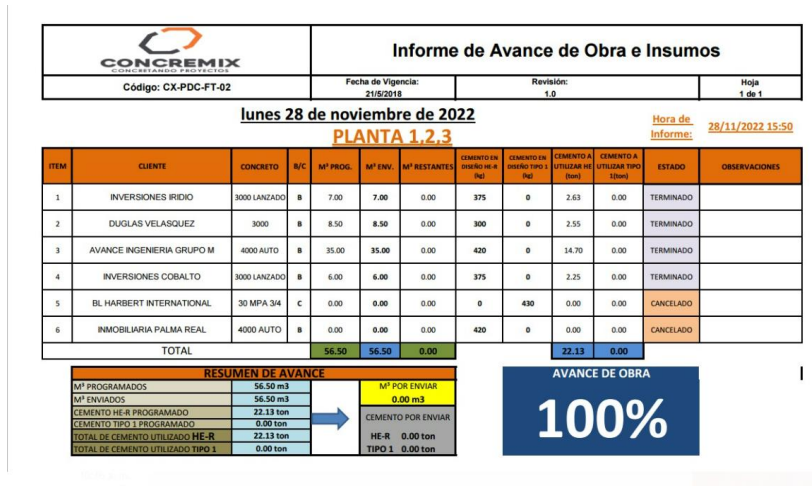 CONCREMIX
CONCRETANDO PROYECTOS
Informe de Avance de Obra e Insumos
Código: CX-PDC-FT-02
Fecha de Vigencia:
21/5/2018
Revisión:
1.0
Hoja
1 de 1
lunes 28 de noviembre de 2022
PLANTA 1,2,3
Hora de
Informe:
28/11/2022 15:50
ITEM CLIENTE CONCRETO B/C M³ PROG. M³ ENV. M³ RESTANTES CEMENTO EN DISEÑO HE-R (kg) CEMENTO EN DISEÑO TIPO 1 (kg) CEMENTO A UTILIZAR HE (ton) CEMENTO A UTILIZAR TIPO 1(ton) ESTADO OBSERVACIONES
1 INVERSIONES IRIDIO 3000 LANZADO B 7.00 7.00 0.00 375 0 2.63 0.00 TERMINADO
2 DUGLAS VELASQUEZ 3000 B 8.50 8.50 0.00 300 0 2.55 0.00 TERMINADO
3 AVANCE INGENIERIA GRUPO M 4000 AUTO B 35.00 35.00 0.00 420 0 14.70 0.00 TERMINADO
4 INVERSIONES COBALTO 3000 LANZADO B 6.00 6.00 0.00 375 0 2.25 0.00 TERMINADO
5 BL HARBERT INTERNATIONAL 30 MPA 3/4 C 0.00 0.00 0.00 0 430 0.00 0.00 CANCELADO
6 INMOBILIARIA PALMA REAL 4000 AUTO B 0.00 0.00 0.00 420 0 0.00 0.00 CANCELADO
TOTAL 56.50 56.50 0.00 22.13 0.00
RESUMEN DE AVANCE
M³ PROGRAMADOS 56.50 m3
M³ ENVIADOS 56.50 m3
CEMENTO HE-R PROGRAMADO 22.13 ton
CEMENTO TIPO 1 PROGRAMADO 0.00 ton
TOTAL DE CEMENTO UTILIZADO HE-R 22.13 ton
TOTAL DE CEMENTO UTILIZADO TIPO 1 0.00 ton
M³ POR ENVIAR
0.00 m3
CEMENTO POR ENVIAR
HE-R 0.00 ton
TIPO 1 0.00 ton
AVANCE DE OBRA
100%